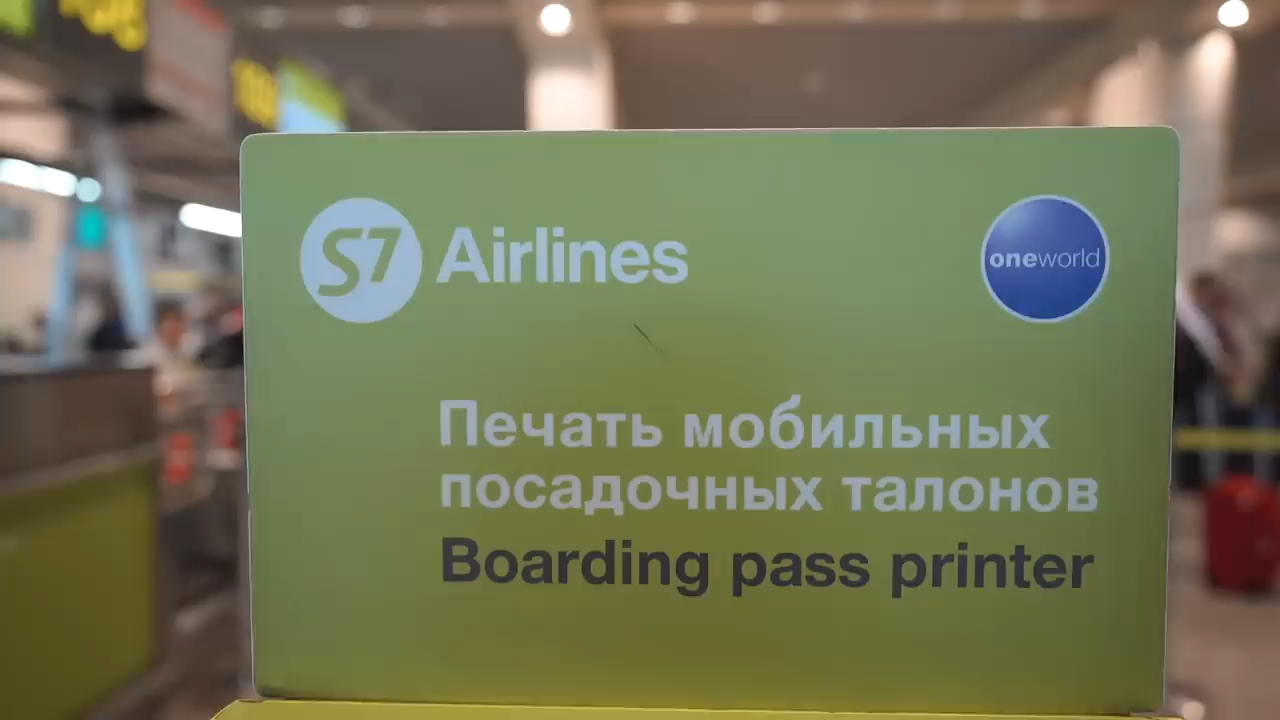 S7 Airlines
oneworld
Печать мобильных
посадочных талонов
Boarding pass printer